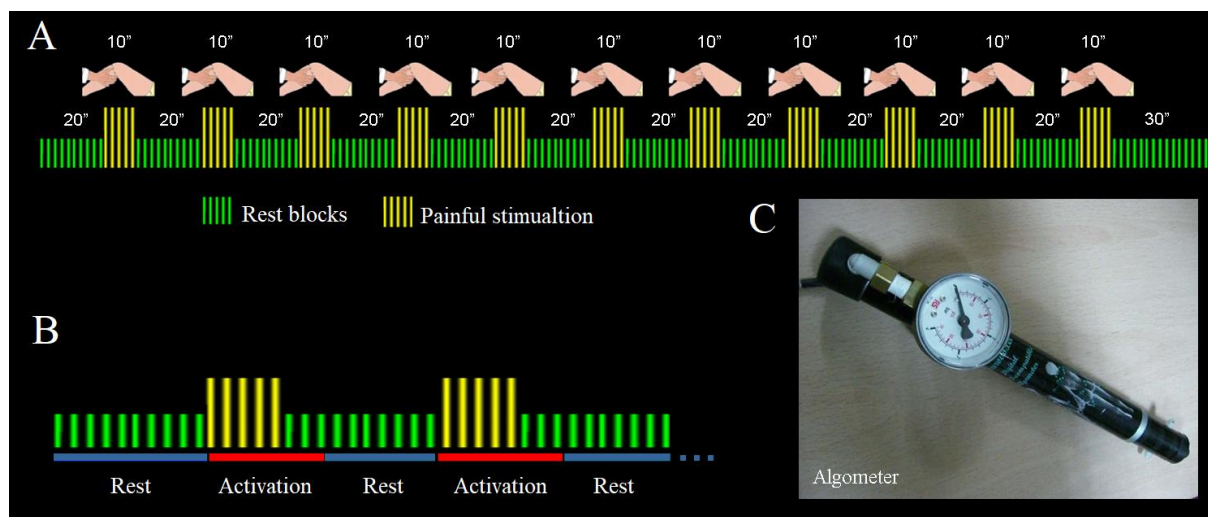 A
10” 10” 10” 10” 10” 10” 10” 10” 10” 10” 10”
20” 20” 20” 20” 20” 20” 20” 20” 20” 20” 20” 30”
Rest blocks
Painful stimualtion
B
Rest Activation Rest Activation Rest
C
Algometer